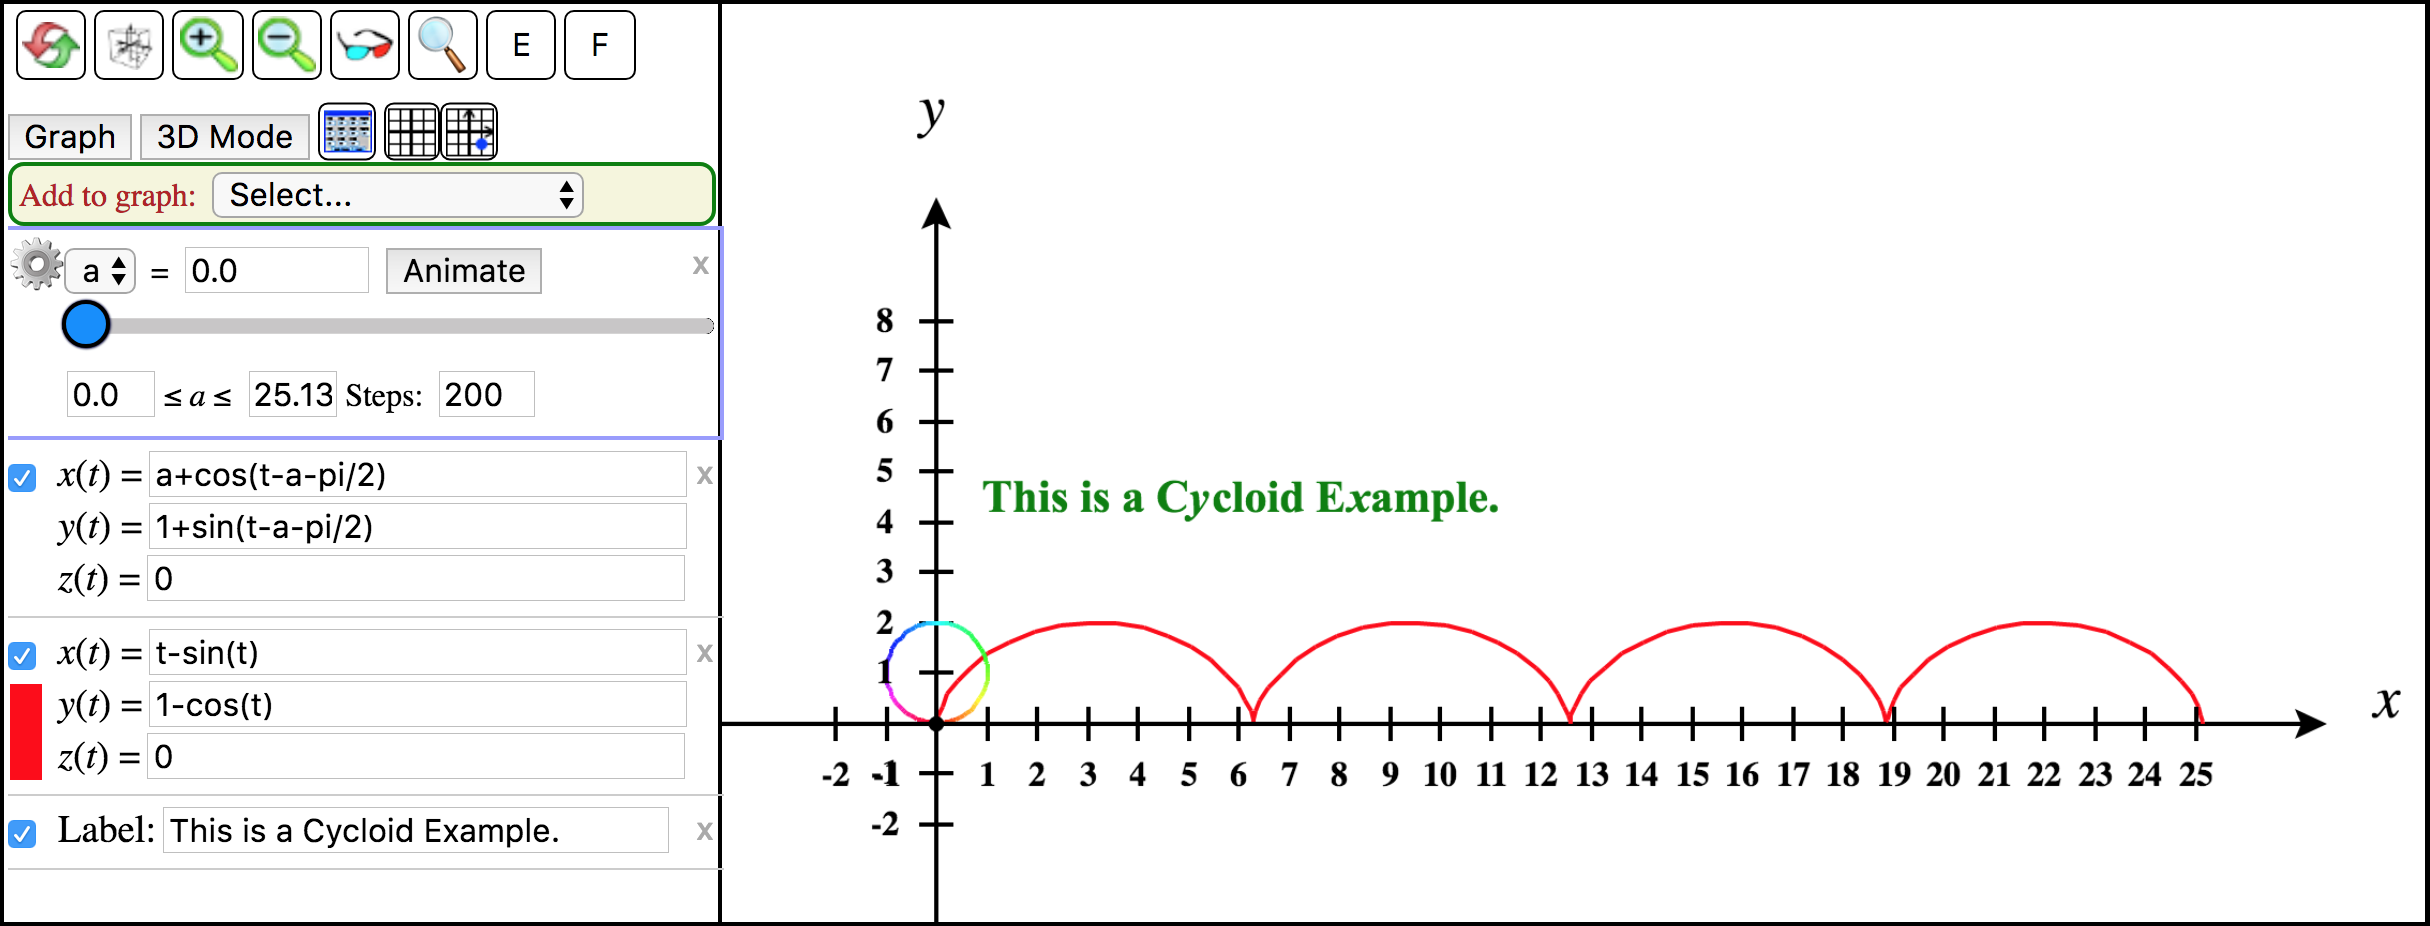 E F
Graph 3D Mode
Add to graph: Select...
a = 0.0 Animate x
0.0 ≤ a ≤ 25.13 Steps: 200
x(t) = a+cos(t-a-pi/2) x
y(t) = 1+sin(t-a-pi/2)
z(t) = 0
x(t) = t-sin(t) x
y(t) = 1-cos(t)
z(t) = 0
Label: This is a Cycloid Example. x
y
8
7
6
5
This is a Cycloid Example.
4
3
2
1
x
-2 -1 1 2 3 4 5 6 7 8 9 10 11 12 13 14 15 16 17 18 19 20 21 22 23 24 25
-1
-2